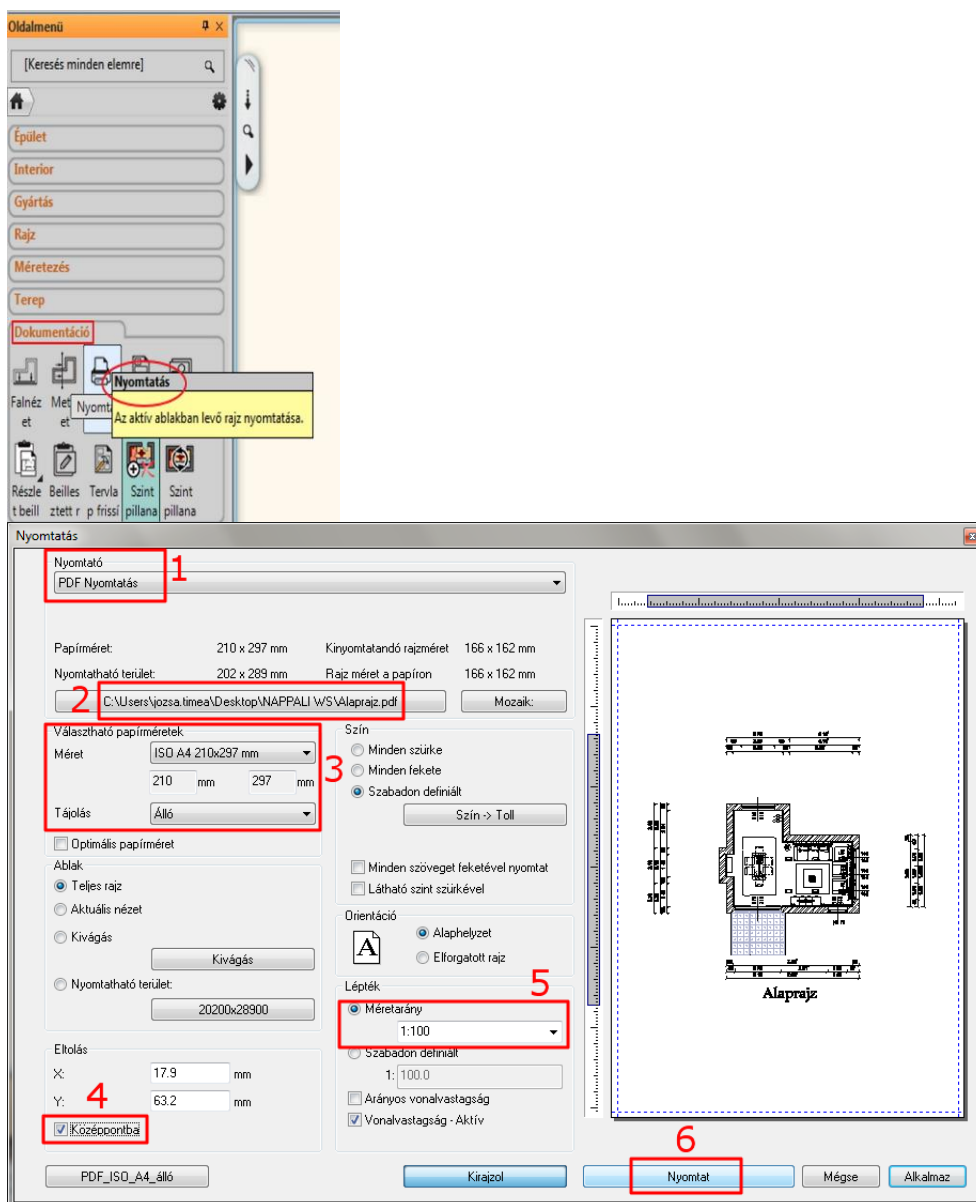 Oldalmenü
[Keresés minden elemre]
Épület
Interior
Gyártás
Rajz
Méretezés
Terep
Dokumentáció
Nyomtatás
Falnéz Met Nyomt Az aktív ablakban levő rajz nyomtatása.
et et
Részle Beilles Tervla Szint Szint
t beill ztett r p frissí pillana pillana
Nyomtatás
Nyomtató
1
PDF Nyomtatás
Papírméret: 210 x 297 mm Kinyomtatandó rajzméret 166 x 162 mm
Nyomtatható terület: 202 x 289 mm Rajz méret a papíron 166 x 162 mm
2 C:\Users\jozsa.timea\Desktop\NAPPALI WS\Alaprajz.pdf Mozaik:
Választható papírméretek
Méret ISO A4 210x297 mm
210 mm 297 mm
3
Tájolás Álló
Optimális papírméret
Ablak
Teljes rajz
Aktuális nézet
Kivágás
Kivágás
Nyomtatható terület:
20200x28900
Eltolás
X: 17.9 mm
Y: 63.2 mm
4
Középpontba
Szín
Minden szürke
Minden fekete
Szabadon definiált
Szín -> Toll
Minden szöveget feketével nyomtat
Látható szint szürkével
Orientáció
A
Alaphelyzet
Elforgatott rajz
Lépték
5
Méretarány
1:100
Szabadon definiált
1: 100.0
Arányos vonalvastagság
Vonalvastagság - Aktív
Alaprajz
6
PDF_ISO_A4_álló Kirajzol Nyomtat Mégse Alkalmaz